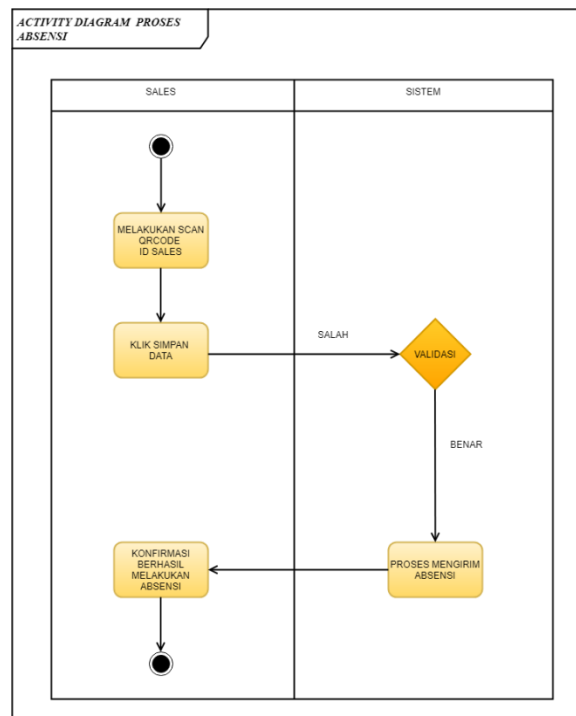 ACTIVITY DIAGRAM PROSES
ABSENSI
SALES
SISTEM
MELAKUKAN SCAN
QRCODE
ID SALES
KLIK SIMPAN
DATA
SALAH
VALIDASI
BENAR
PROSES MENGIRIM
ABSENSI
KONFIRMASI
BERHASIL
MELAKUKAN
ABSENSI